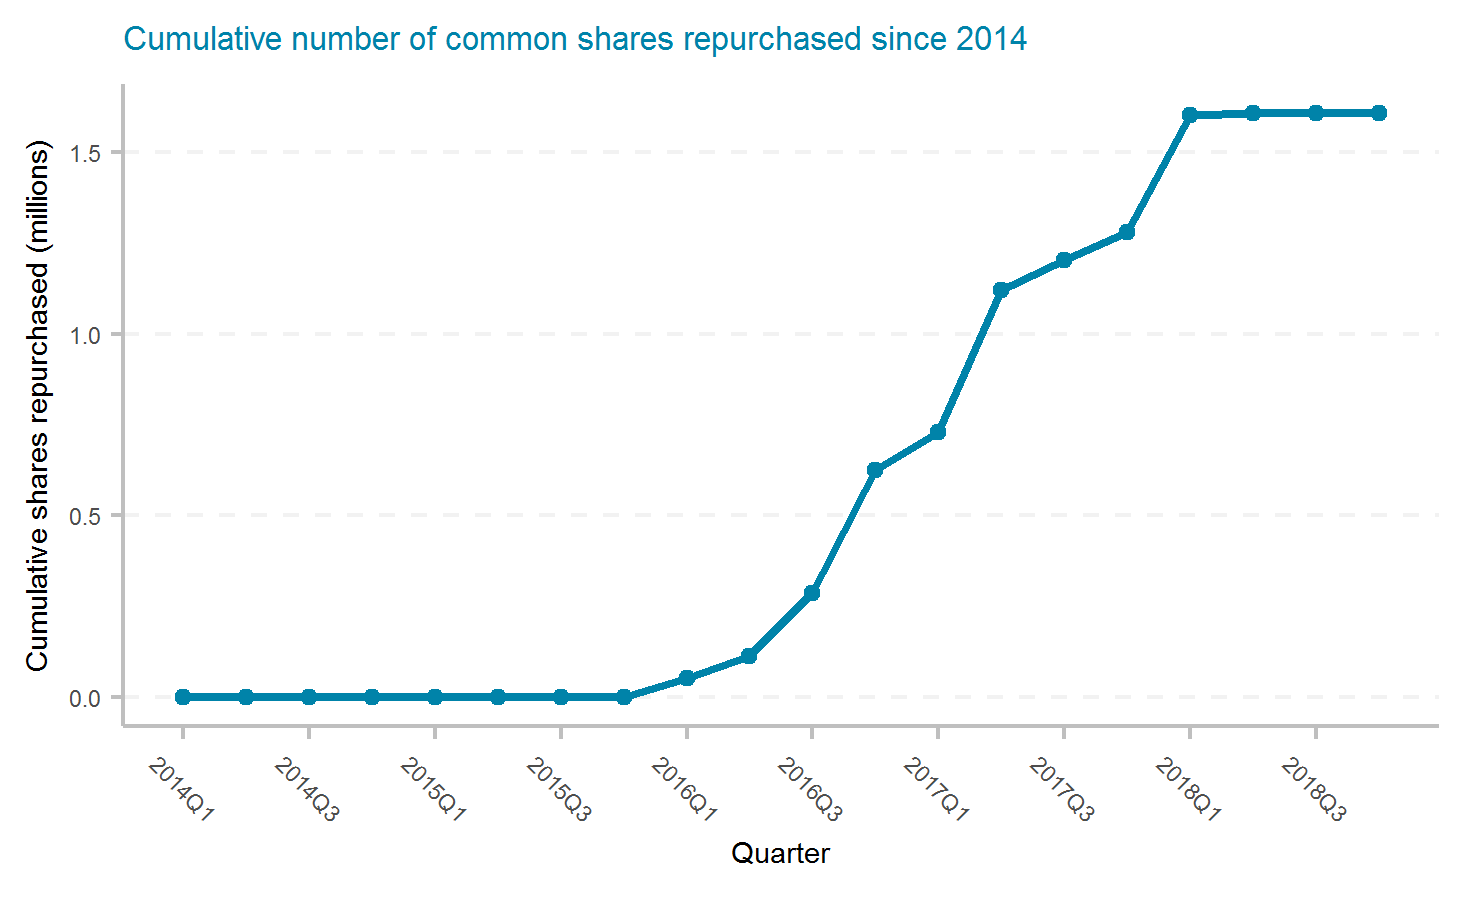 Cumulative number of common shares repurchased since 2014
Cumulative shares repurchased (millions)
1.5
1.0
0.5
0.0
2014Q1
2014Q3
2015Q1
2015Q3
2016Q1
2016Q3
2017Q1
2017Q3
2018Q1
2018Q3
Quarter